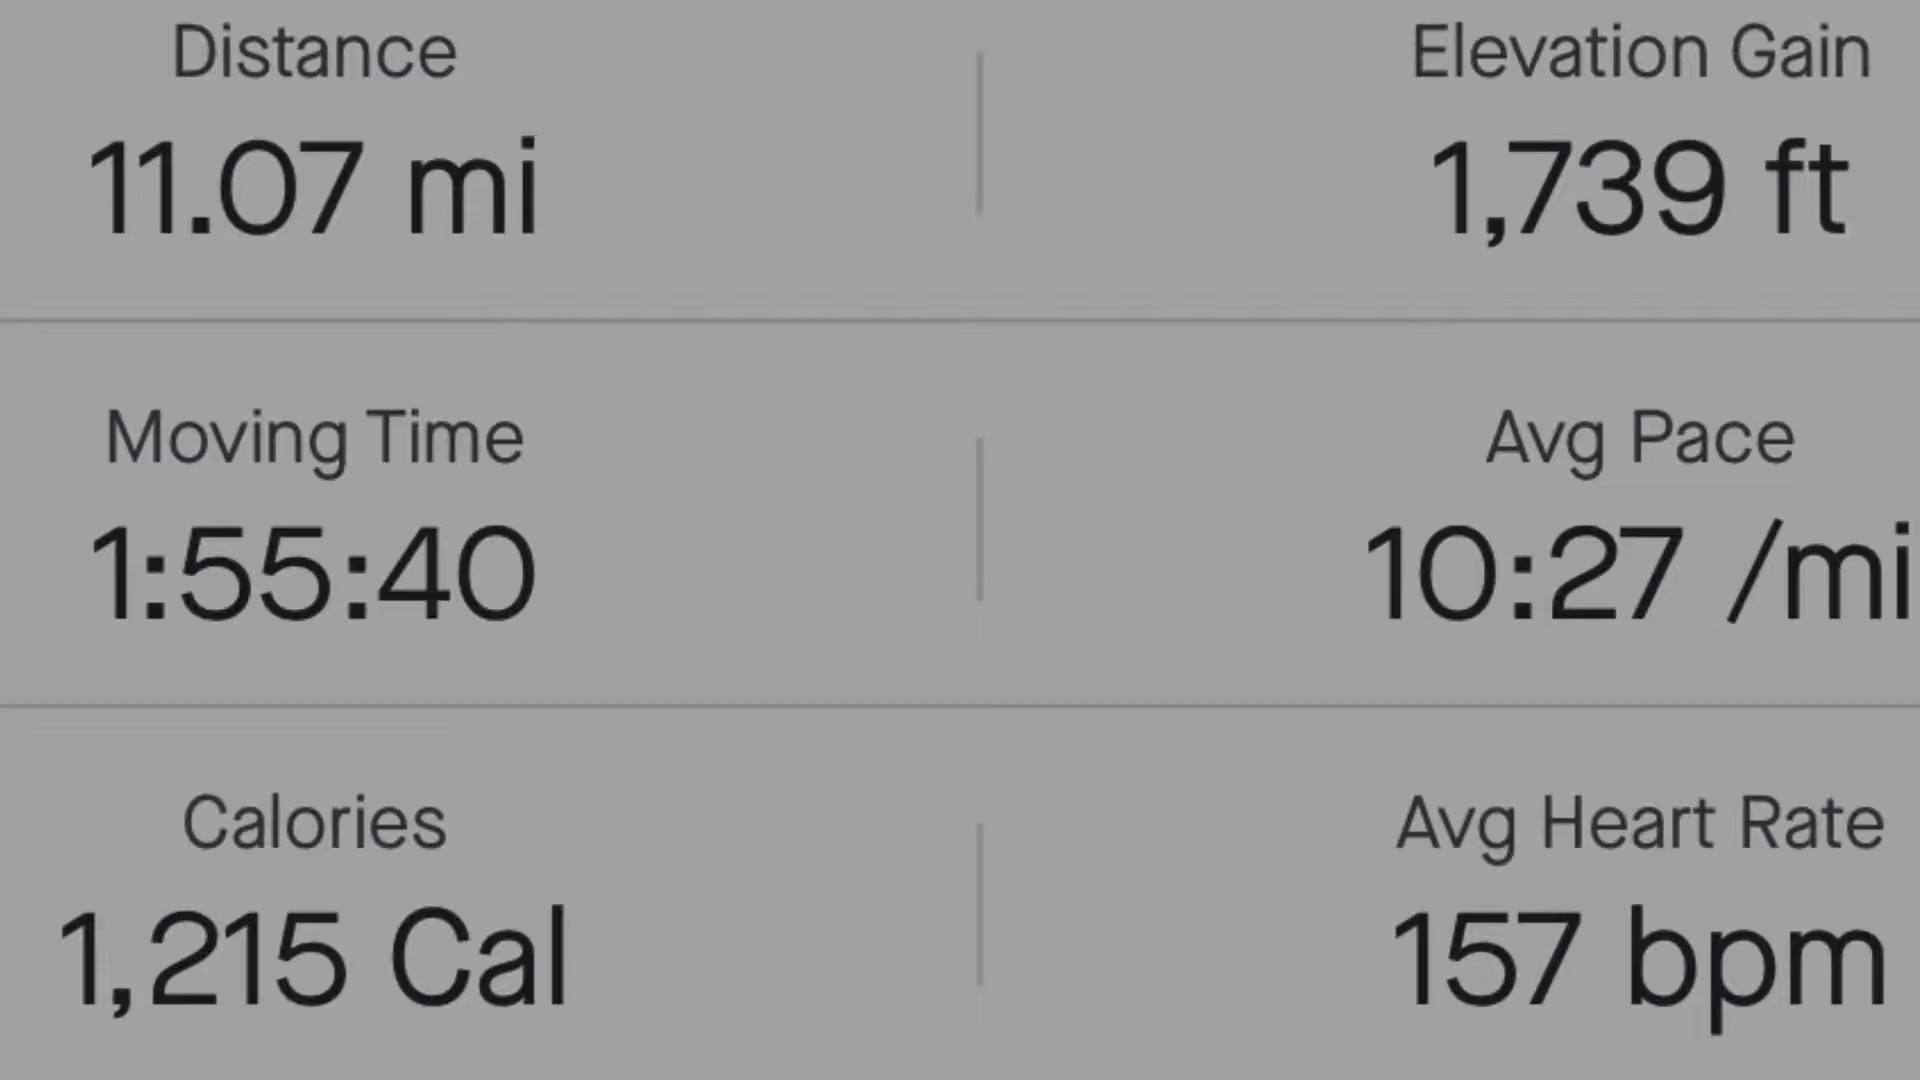 Distance
Elevation Gain
11.07 mi
1,739 ft
Moving Time
Avg Pace
1:55:40
10:27 /mi
Calories
Avg Heart Rate
1,215 Cal
157 bpm